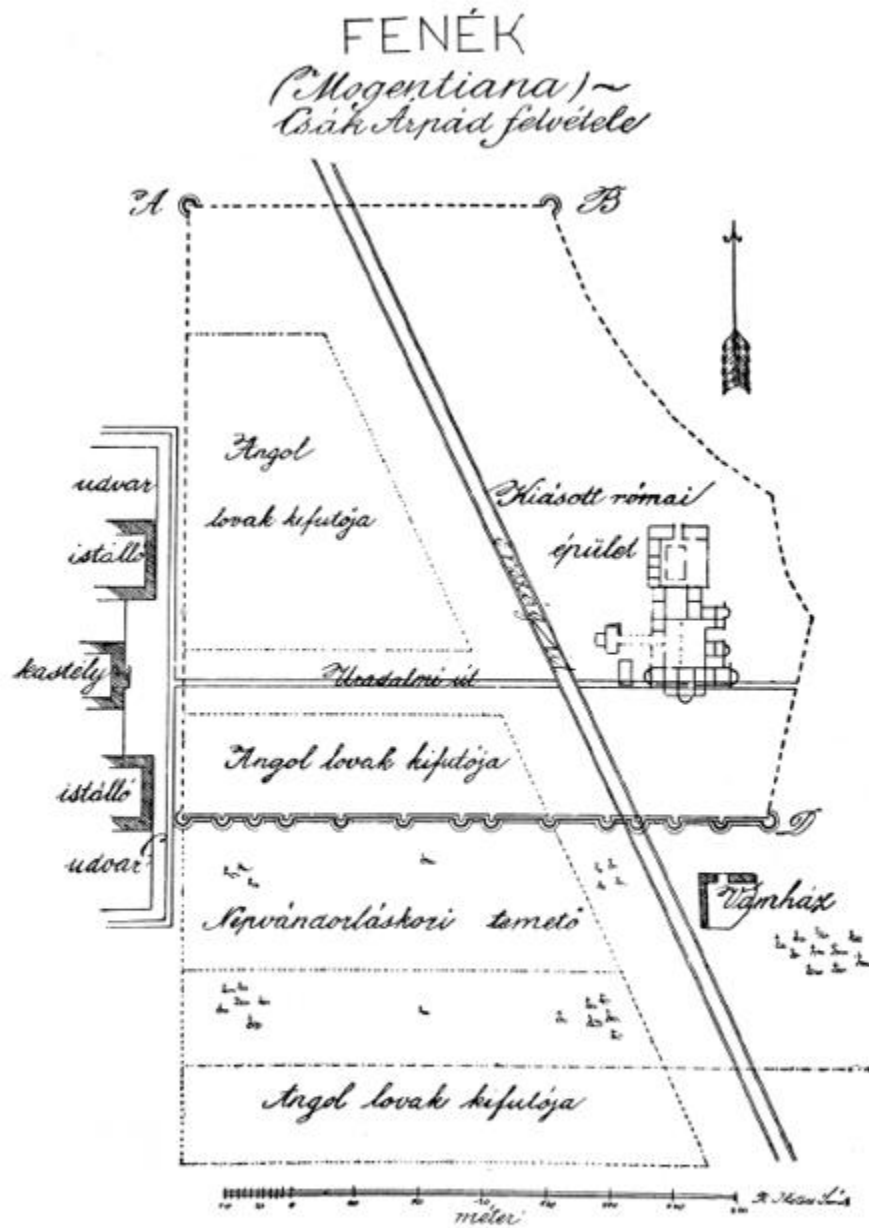 FENÉK
(Mogentiana)~
Csák Árpád felvétele
A
B
Angol
lovak kifutója
udvar
Kiásott római
épület
istálló
Országút
kastély
Uradalmi út
Angol lovak kifutója
istálló
C
D
udvar
Vámház
Népvándorláskori temető
Angol lovak kifutója
méter